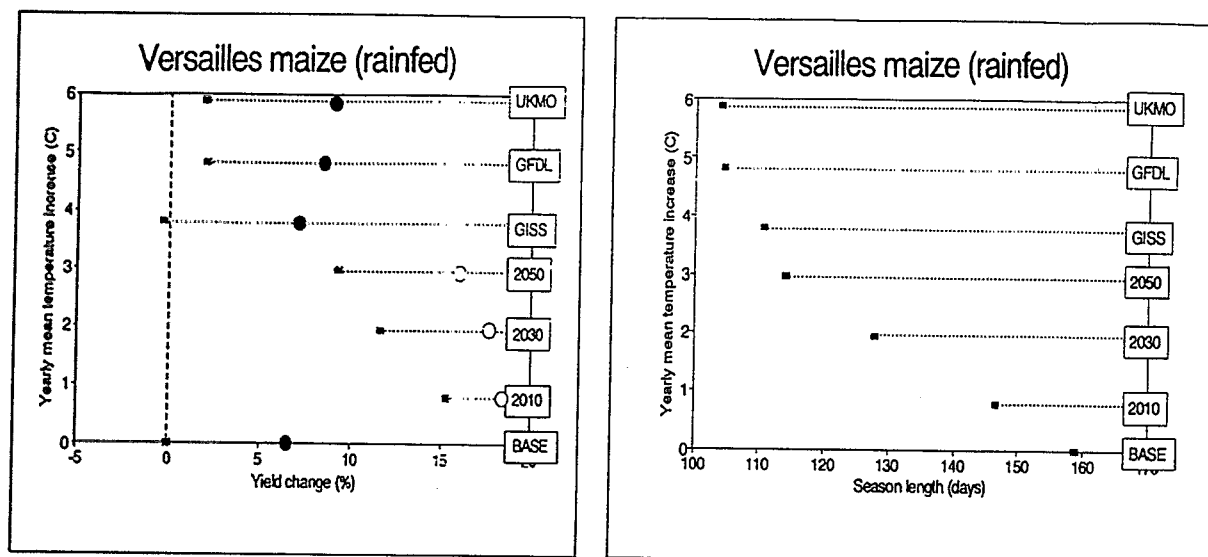 Versailles maize (rainfed)
Yearly mean temperature incrence (C)
6
5
4
3
2
1
0
UKMO
GFDL
GISS
2050
2030
2010
BASE
-5
0
5
10
15
20
Yield change (%)
Versailles maize (rainfed)
Yearly mean temperature increase (C)
6
5
4
3
2
1
0
UKMO
GFDL
GISS
2050
2030
2010
BASE
100
110
120
130
140
150
160
170
Season length (days)